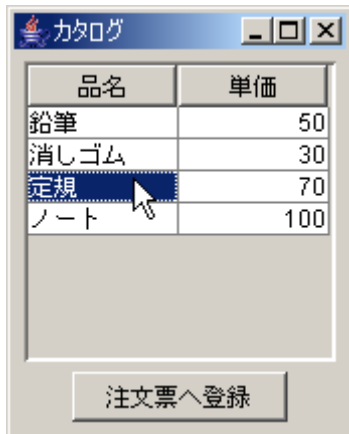 カタログ
品名 単価
鉛筆 50
消しゴム 30
定規 70
ノート 100
注文票へ登録